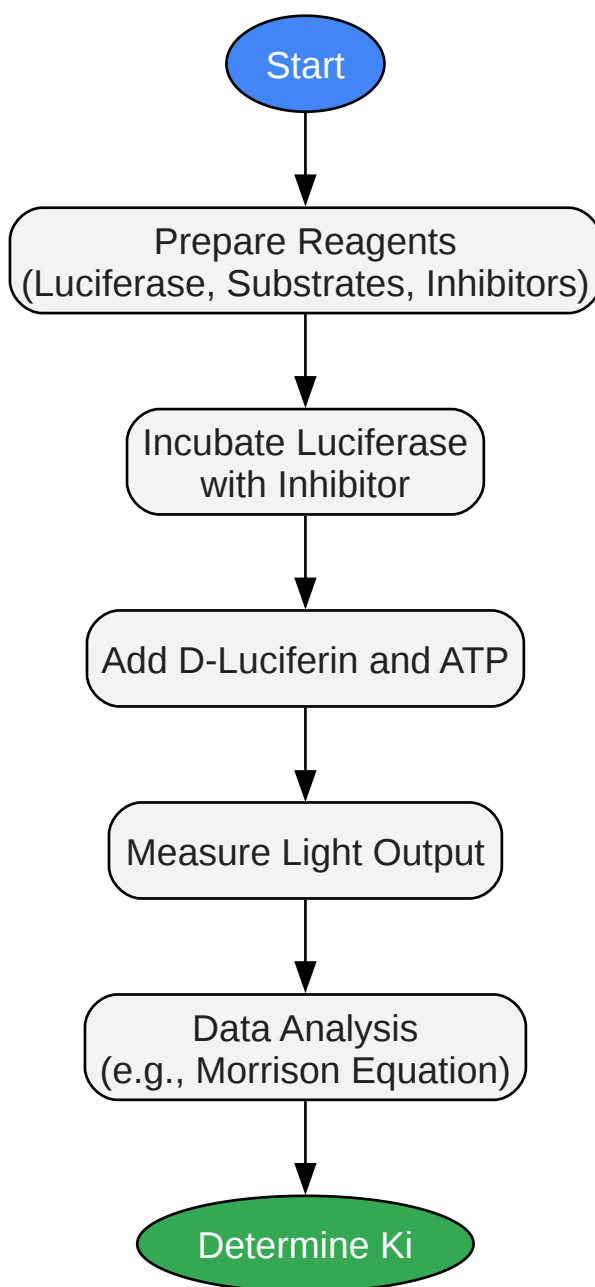 Start
Prepare Reagents
(Luciferase, Substrates, Inhibitors)
Incubate Luciferase
with Inhibitor
Add D-Luciferin and ATP
Measure Light Output
Data Analysis
(e.g., Morrison Equation)
Determine Ki